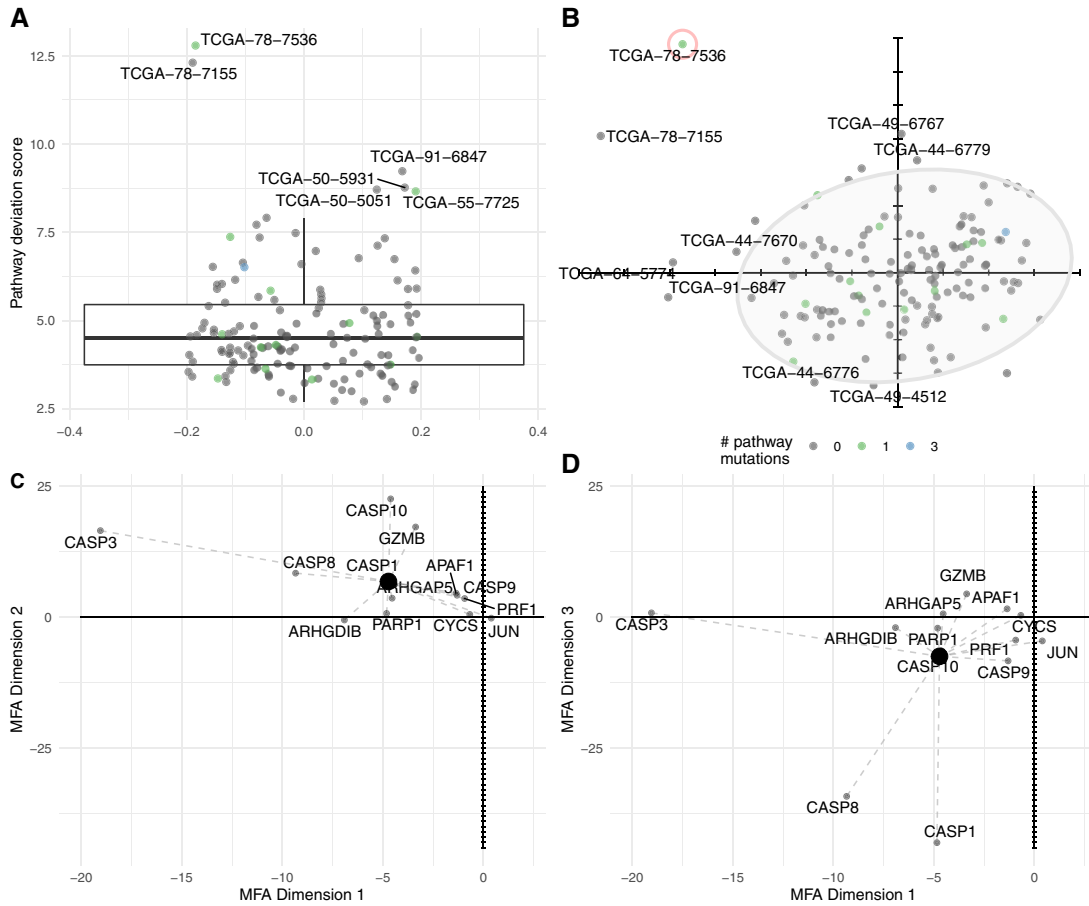 A
12.5
10.0
7.5
5.0
2.5
Pathway deviation score
TCGA−78−7536
TCGA−78−7155
TCGA−91−6847
TCGA−50−5931
TCGA−50−5051
TCGA−55−7725
−0.4
−0.2
0.0
0.2
0.4
B
TCGA−78−7536
TCGA−78−7155
TCGA−49−6767
TCGA−44−6779
TCGA−44−7670
TCGA−64−5774
TCGA−91−6847
TCGA−44−6776
TCGA−49−4512
# pathway
mutations
0
1
3
C
25
0
−25
MFA Dimension 2
CASP10
CASP3
GZMB
CASP8
CASP1
APAF1
ARHGAP5
CASP9
PRF1
ARHGDIB
PARP1
CYCS
JUN
−20
−15
−10
−5
0
MFA Dimension 1
D
25
0
−25
MFA Dimension 3
GZMB
APAF1
ARHGAP5
CASP3
CYCS
ARHGDIB
PARP1
PRF1
JUN
CASP10
CASP9
CASP8
CASP1
−20
−15
−10
−5
0
MFA Dimension 1